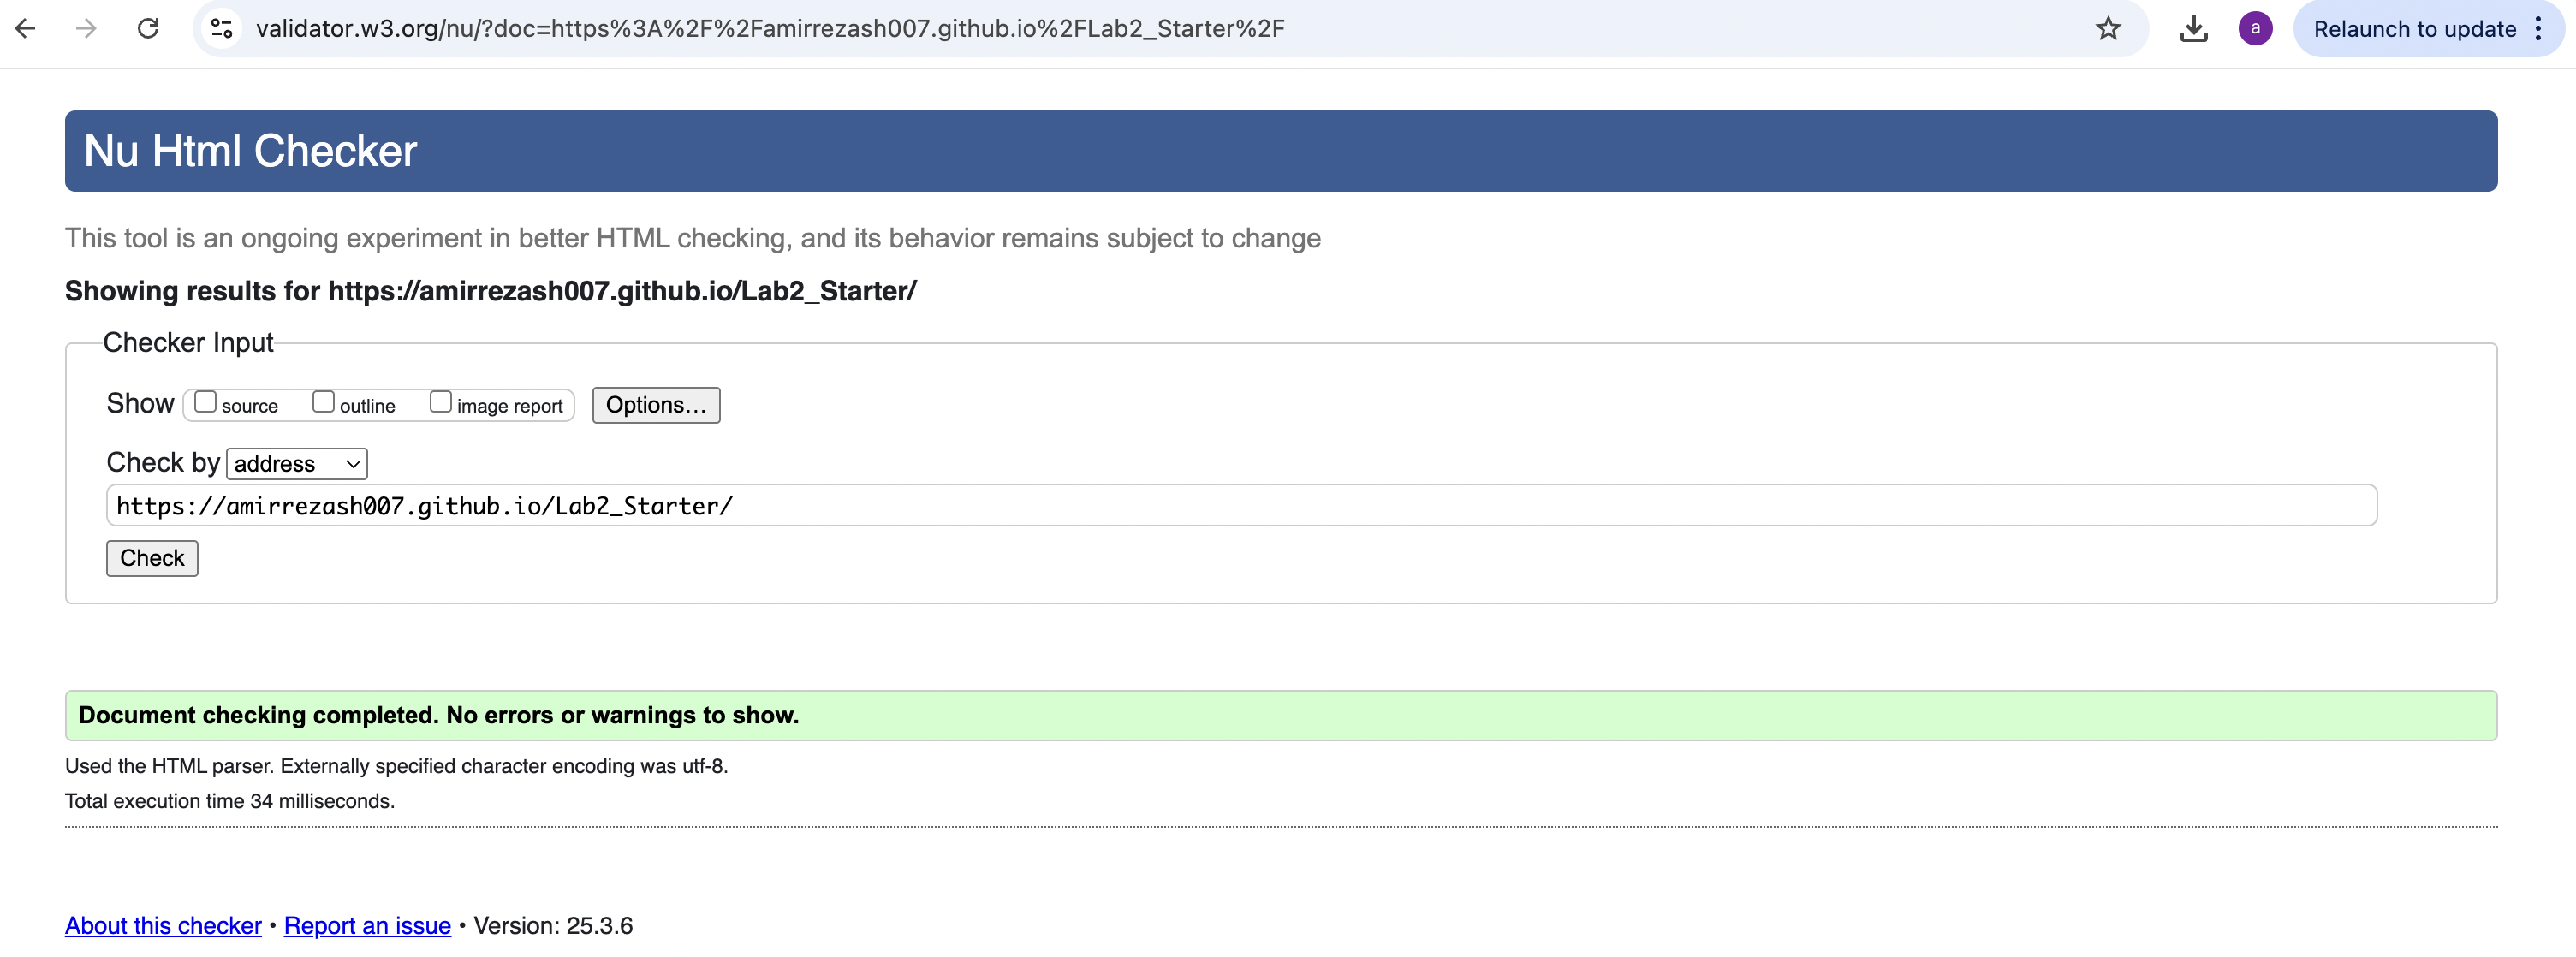 validator.w3.org/nu/?doc=https%3A%2F%2Famirrezash007.github.io%2FLab2_Starter%2F
a
Relaunch to update
Nu Html Checker
This tool is an ongoing experiment in better HTML checking, and its behavior remains subject to change
Showing results for https://amirrezash007.github.io/Lab2_Starter/
Checker Input
Show source outline image report Options...
Check by address
https://amirrezash007.github.io/Lab2_Starter/
Check
Document checking completed. No errors or warnings to show.
Used the HTML parser. Externally specified character encoding was utf-8.
Total execution time 34 milliseconds.
About this checker • Report an issue • Version: 25.3.6